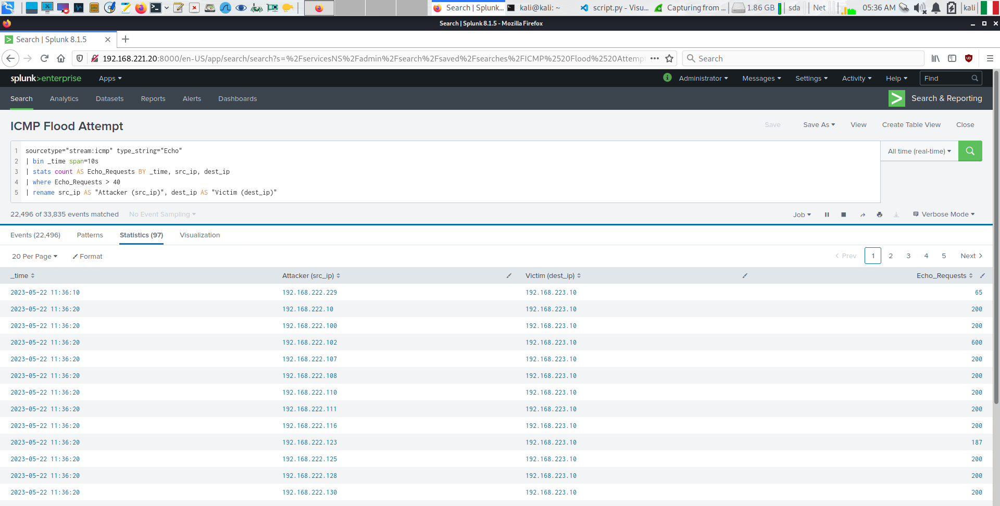 Search | Splunk... kali@kali: ~ script.py - Visu... Capturing from ... 1.86 GB sda Net 05:36 AM kali
Search | Splunk 8.1.5 - Mozilla Firefox
Search | Splunk 8.1.5
192.168.221.20:8000/en-US/app/search/search?s=%2FservicesNS%2Fadmin%2Fsearch%2Fsaved%2Fsearches%2FICMP%2520Flood%2520Attempt Search
splunk>enterprise Apps Administrator Messages Settings Activity Help Find
Search Analytics Datasets Reports Alerts Dashboards Search & Reporting
ICMP Flood Attempt Save Save As View Create Table View Close
1 sourcetype="stream:icmp" type_string="Echo" All time (real-time)
2 | bin _time span=10s
3 | stats count AS Echo_Requests BY _time, src_ip, dest_ip
4 | where Echo_Requests > 40
5 | rename src_ip AS "Attacker (src_ip)", dest_ip AS "Victim (dest_ip)"
22,496 of 33,835 events matched No Event Sampling Job Verbose Mode
Events (22,496) Patterns Statistics (97) Visualization
20 Per Page Format < Prev 1 2 3 4 5 Next >
_time Attacker (src_ip) Victim (dest_ip) Echo_Requests
2023-05-22 11:36:10 192.168.222.229 192.168.223.10 65
2023-05-22 11:36:20 192.168.222.10 192.168.223.10 200
2023-05-22 11:36:20 192.168.222.100 192.168.223.10 200
2023-05-22 11:36:20 192.168.222.102 192.168.223.10 600
2023-05-22 11:36:20 192.168.222.107 192.168.223.10 200
2023-05-22 11:36:20 192.168.222.108 192.168.223.10 200
2023-05-22 11:36:20 192.168.222.110 192.168.223.10 200
2023-05-22 11:36:20 192.168.222.111 192.168.223.10 200
2023-05-22 11:36:20 192.168.222.116 192.168.223.10 200
2023-05-22 11:36:20 192.168.222.123 192.168.223.10 187
2023-05-22 11:36:20 192.168.222.125 192.168.223.10 200
2023-05-22 11:36:20 192.168.222.128 192.168.223.10 200
2023-05-22 11:36:20 192.168.222.130 192.168.223.10 200